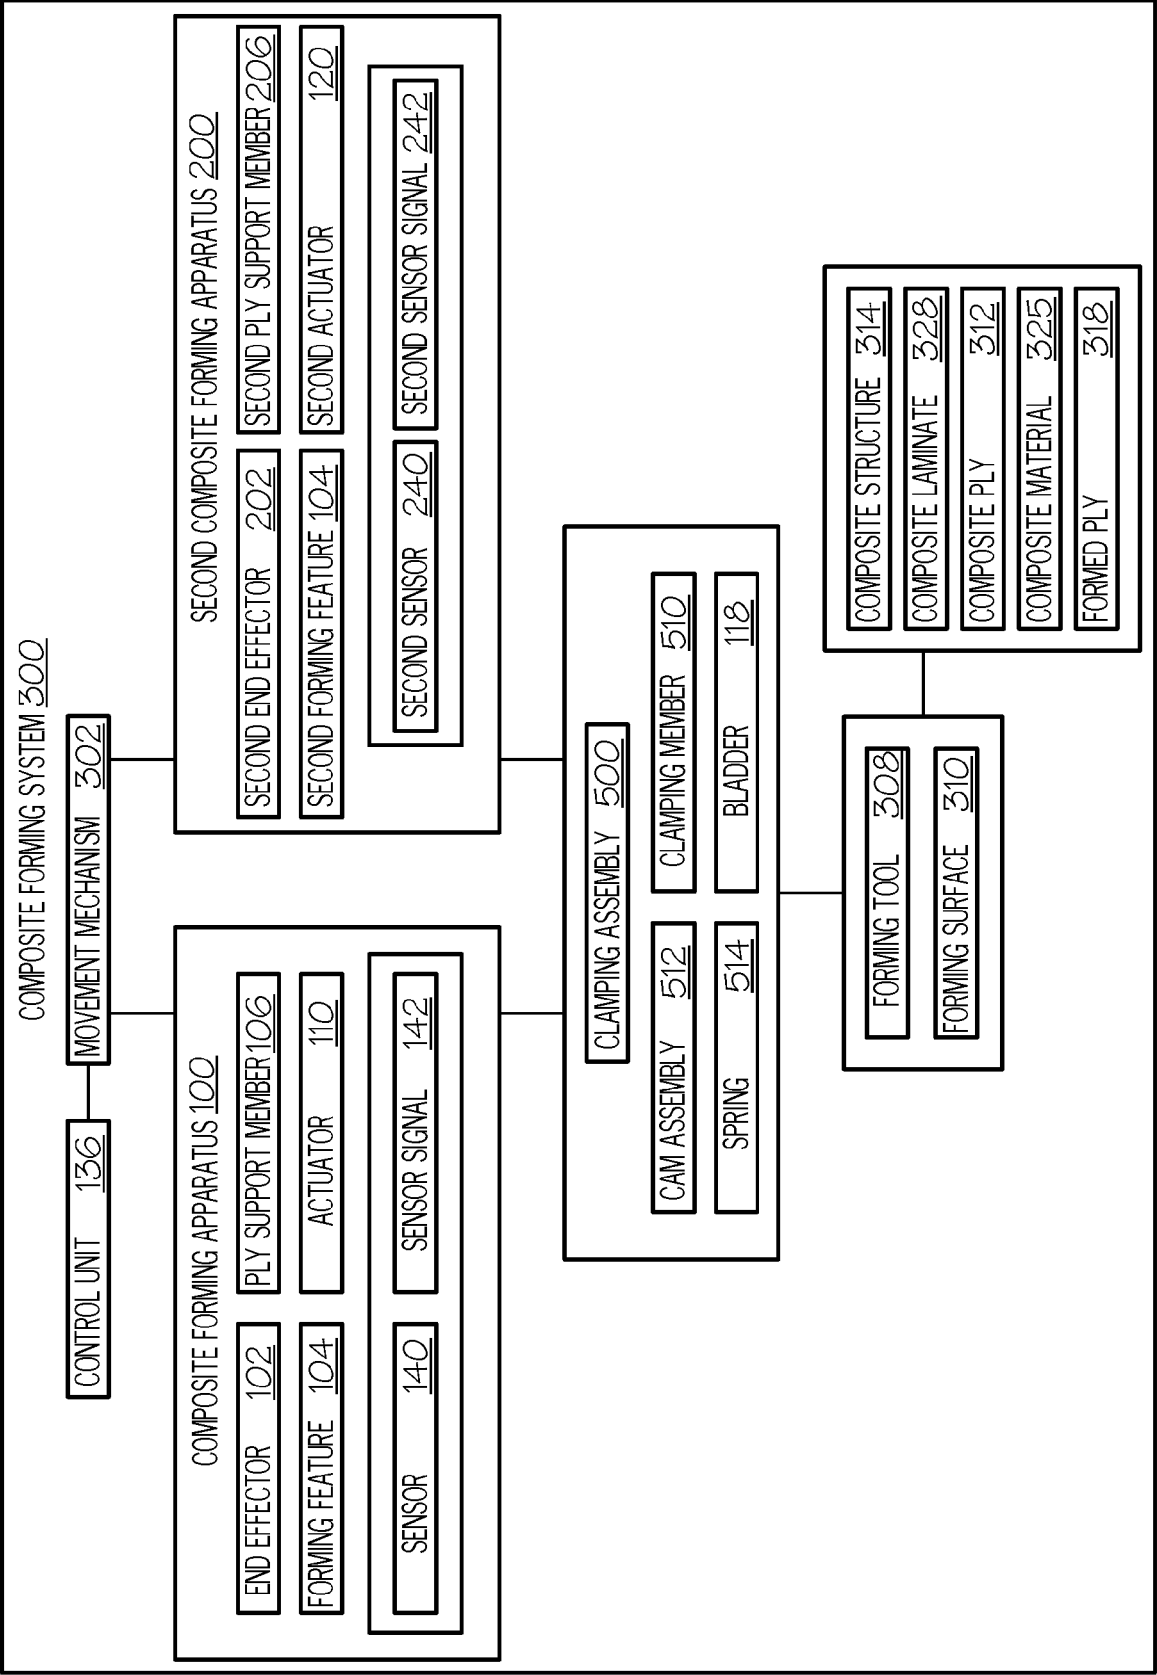 COMPOSITE FORMING SYSTEM 300
CONTROL UNIT 136
MOVEMENT MECHANISM 302
COMPOSITE FORMING APPARATUS 100
END EFFECTOR 102
PLY SUPPORT MEMBER 106
FORMING FEATURE 104
ACTUATOR 110
SENSOR 140
SENSOR SIGNAL 142
SECOND COMPOSITE FORMING APPARATUS 200
SECOND END EFFECTOR 202
SECOND PLY SUPPORT MEMBER 206
SECOND FORMING FEATURE 104
SECOND ACTUATOR 120
SECOND SENSOR 240
SECOND SENSOR SIGNAL 242
CLAMPING ASSEMBLY 500
CAM ASSEMBLY 512
CLAMPING MEMBER 510
SPRING 514
BLADDER 118
FORMING TOOL 308
FORMING SURFACE 310
COMPOSITE STRUCTURE 314
COMPOSITE LAMINATE 328
COMPOSITE PLY 312
COMPOSITE MATERIAL 325
FORMED PLY 318